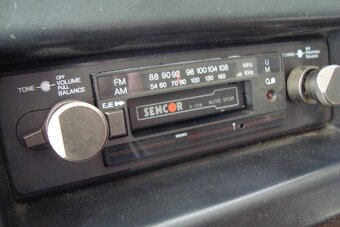 OFF
TONE
VOLUME
PULL
BALANCE
FM 88 90 92 96 100 104 108 MHz
AM 54 60 70 80 100 140 160 KHz
EJE
SENCOR
AUTO STOP
stereo
TUNING